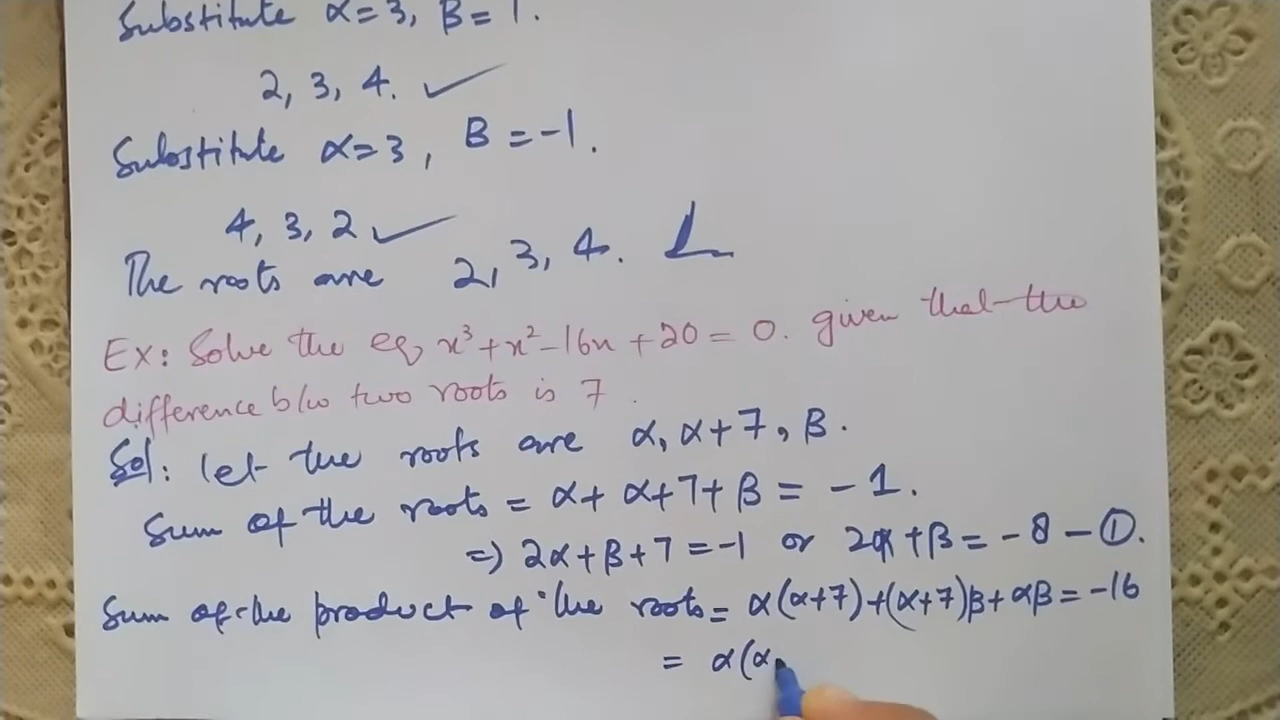 Substitute α=3, β=1.
2, 3, 4. ✓
Substitute α=3, B=-1.
4, 3, 2 ✓
The roots are 2, 3, 4.
Ex: Solve the eq x³+x²-16x+20=0. given that the
difference b/w two roots is 7.
Sol: let the roots are α, α+7, β.
Sum of the roots = α+α+7+β = -1.
=) 2α+β+7=-1 or 2α+β=-8 - ①.
Sum of the product of the roots= α(α+7)+(α+7)β+αβ=-16
= α(α